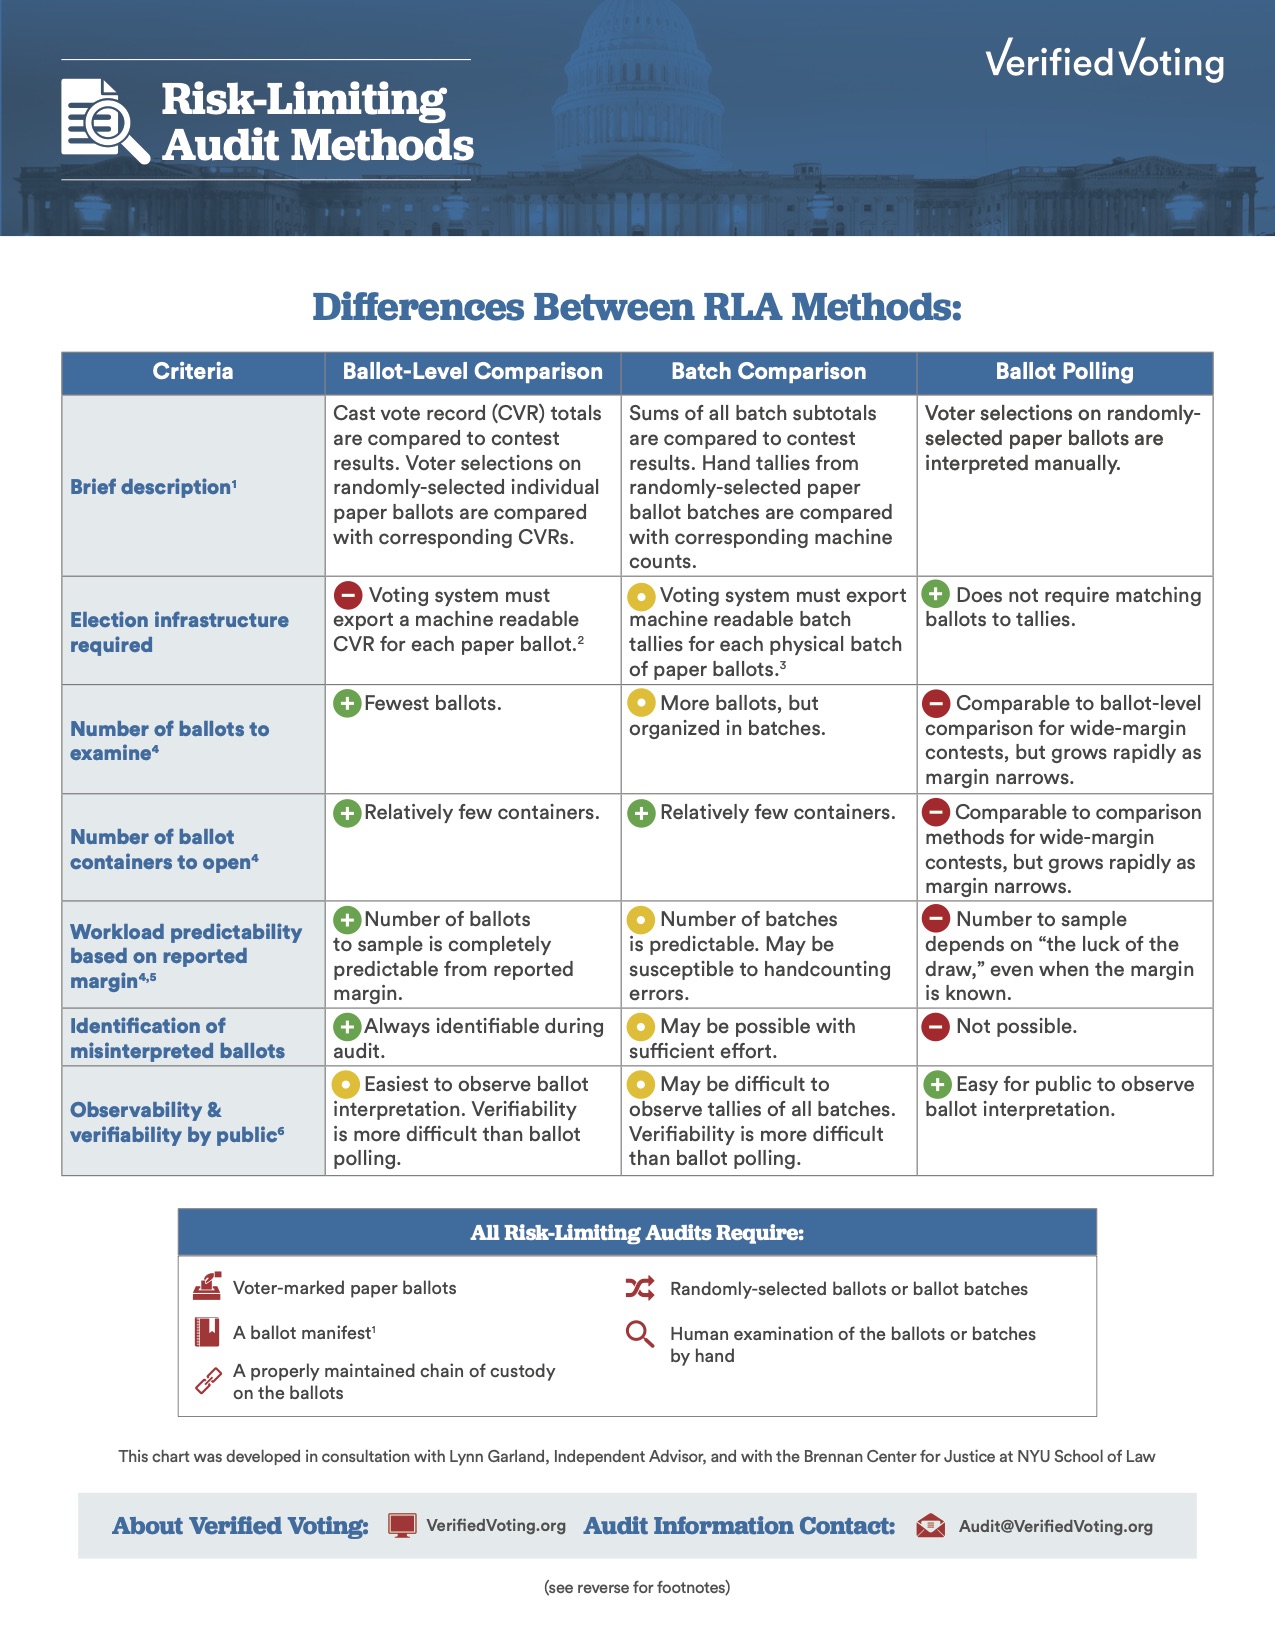 Risk-Limiting
Audit Methods
VerifiedVoting
Differences Between RLA Methods:
Criteria
Ballot-Level Comparison
Batch Comparison
Ballot Polling
Brief description¹
Cast vote record (CVR) totals
are compared to contest
results. Voter selections on
randomly-selected individual
paper ballots are compared
with corresponding CVRs.
Sums of all batch subtotals
are compared to contest
results. Hand tallies from
randomly-selected paper
ballot batches are compared
with corresponding machine
counts.
Voter selections on randomly-
selected paper ballots are
interpreted manually.
Election infrastructure
required
Voting system must
export a machine readable
CVR for each paper ballot.²
Voting system must export
machine readable batch
tallies for each physical batch
of paper ballots.³
Does not require matching
ballots to tallies.
Number of ballots to
examine⁴
Fewest ballots.
More ballots, but
organized in batches.
Comparable to ballot-level
comparison for wide-margin
contests, but grows rapidly as
margin narrows.
Number of ballot
containers to open⁴
Relatively few containers.
Relatively few containers.
Comparable to comparison
methods for wide-margin
contests, but grows rapidly as
margin narrows.
Workload predictability
based on reported
margin⁴,⁵
Number of ballots
to sample is completely
predictable from reported
margin.
Number of batches
is predictable. May be
susceptible to handcounting
errors.
Number to sample
depends on “the luck of the
draw,” even when the margin
is known.
Identification of
misinterpreted ballots
Always identifiable during
audit.
May be possible with
sufficient effort.
Not possible.
Observability &
verifiability by public⁶
Easiest to observe ballot
interpretation. Verifiability
is more difficult than ballot
polling.
May be difficult to
observe tallies of all batches.
Verifiability is more difficult
than ballot polling.
Easy for public to observe
ballot interpretation.
All Risk-Limiting Audits Require:
Voter-marked paper ballots
A ballot manifest¹
A properly maintained chain of custody
on the ballots
Randomly-selected ballots or ballot batches
Human examination of the ballots or batches
by hand
This chart was developed in consultation with Lynn Garland, Independent Advisor, and with the Brennan Center for Justice at NYU School of Law
About Verified Voting: VerifiedVoting.org Audit Information Contact: Audit@VerifiedVoting.org
(see reverse for footnotes)